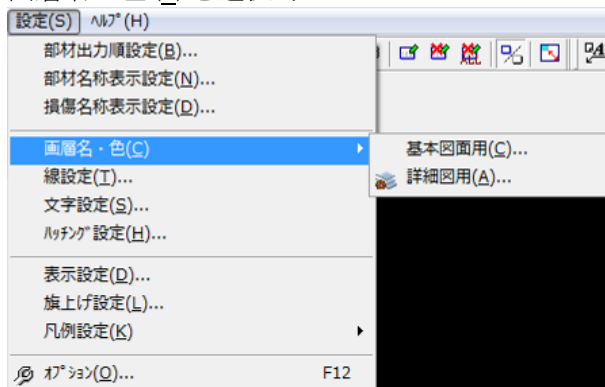 設定(S) ﾍﾙﾌﾟ(H)
部材出力順設定(B)...
部材名称表示設定(N)...
損傷名称表示設定(D)...
画層名・色(C)
基本図面用(C)...
線設定(T)...
詳細図用(A)...
文字設定(S)...
ﾊｯﾁﾝｸﾞ設定(H)...
表示設定(D)...
旗上げ設定(L)...
凡例設定(K)
ｵﾌﾟｼｮﾝ(O)... F12